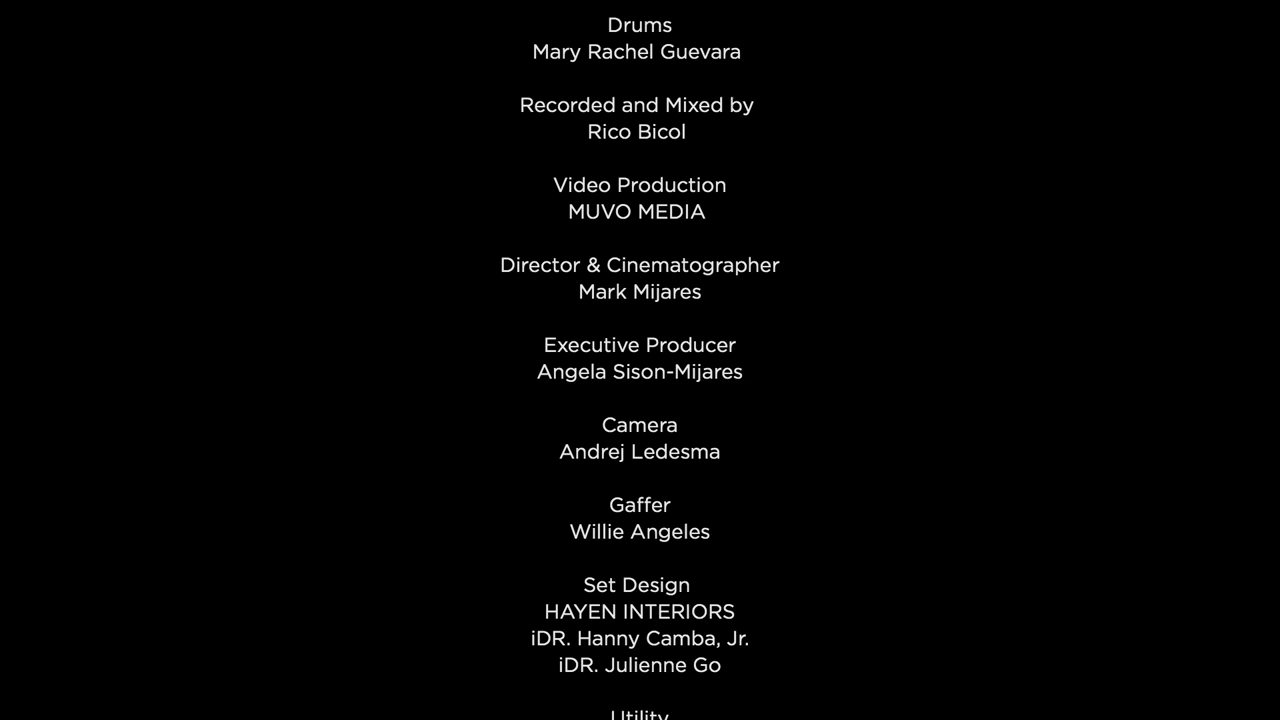 Drums
Mary Rachel Guevara
Recorded and Mixed by
Rico Bicol
Video Production
MUVO MEDIA
Director & Cinematographer
Mark Mijares
Executive Producer
Angela Sison-Mijares
Camera
Andrej Ledesma
Gaffer
Willie Angeles
Set Design
HAYEN INTERIORS
iDR. Hanny Camba, Jr.
iDR. Julienne Go
Utility